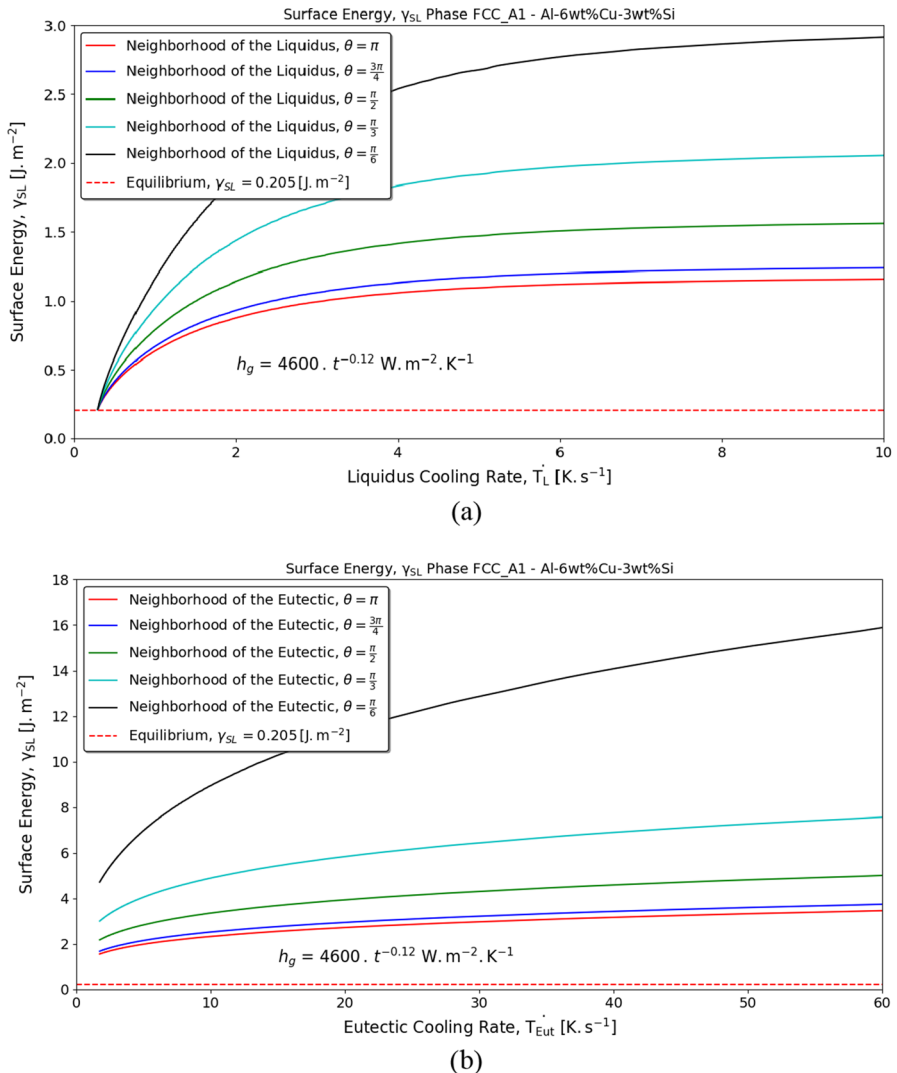 Surface Energy, γSL Phase FCC_A1 - Al-6wt%Cu-3wt%Si
3.0
2.5
2.0
1.5
1.0
0.5
0.0
Surface Energy, γSL [J.m−2]
Neighborhood of the Liquidus, θ = π
Neighborhood of the Liquidus, θ = 3π/4
Neighborhood of the Liquidus, θ = π/2
Neighborhood of the Liquidus, θ = π/3
Neighborhood of the Liquidus, θ = π/6
Equilibrium, γSL = 0.205 [J.m−2]
hg = 4600. t−0.12 W.m−2.K−1
0 2 4 6 8 10
Liquidus Cooling Rate, ṪL [K.s−1]
(a)
Surface Energy, γSL Phase FCC_A1 - Al-6wt%Cu-3wt%Si
18
16
14
12
10
8
6
4
2
0
Surface Energy, γSL [J.m−2]
Neighborhood of the Eutectic, θ = π
Neighborhood of the Eutectic, θ = 3π/4
Neighborhood of the Eutectic, θ = π/2
Neighborhood of the Eutectic, θ = π/3
Neighborhood of the Eutectic, θ = π/6
Equilibrium, γSL = 0.205 [J.m−2]
hg = 4600. t−0.12 W.m−2.K−1
0 10 20 30 40 50 60
Eutectic Cooling Rate, ṪEut [K.s−1]
(b)